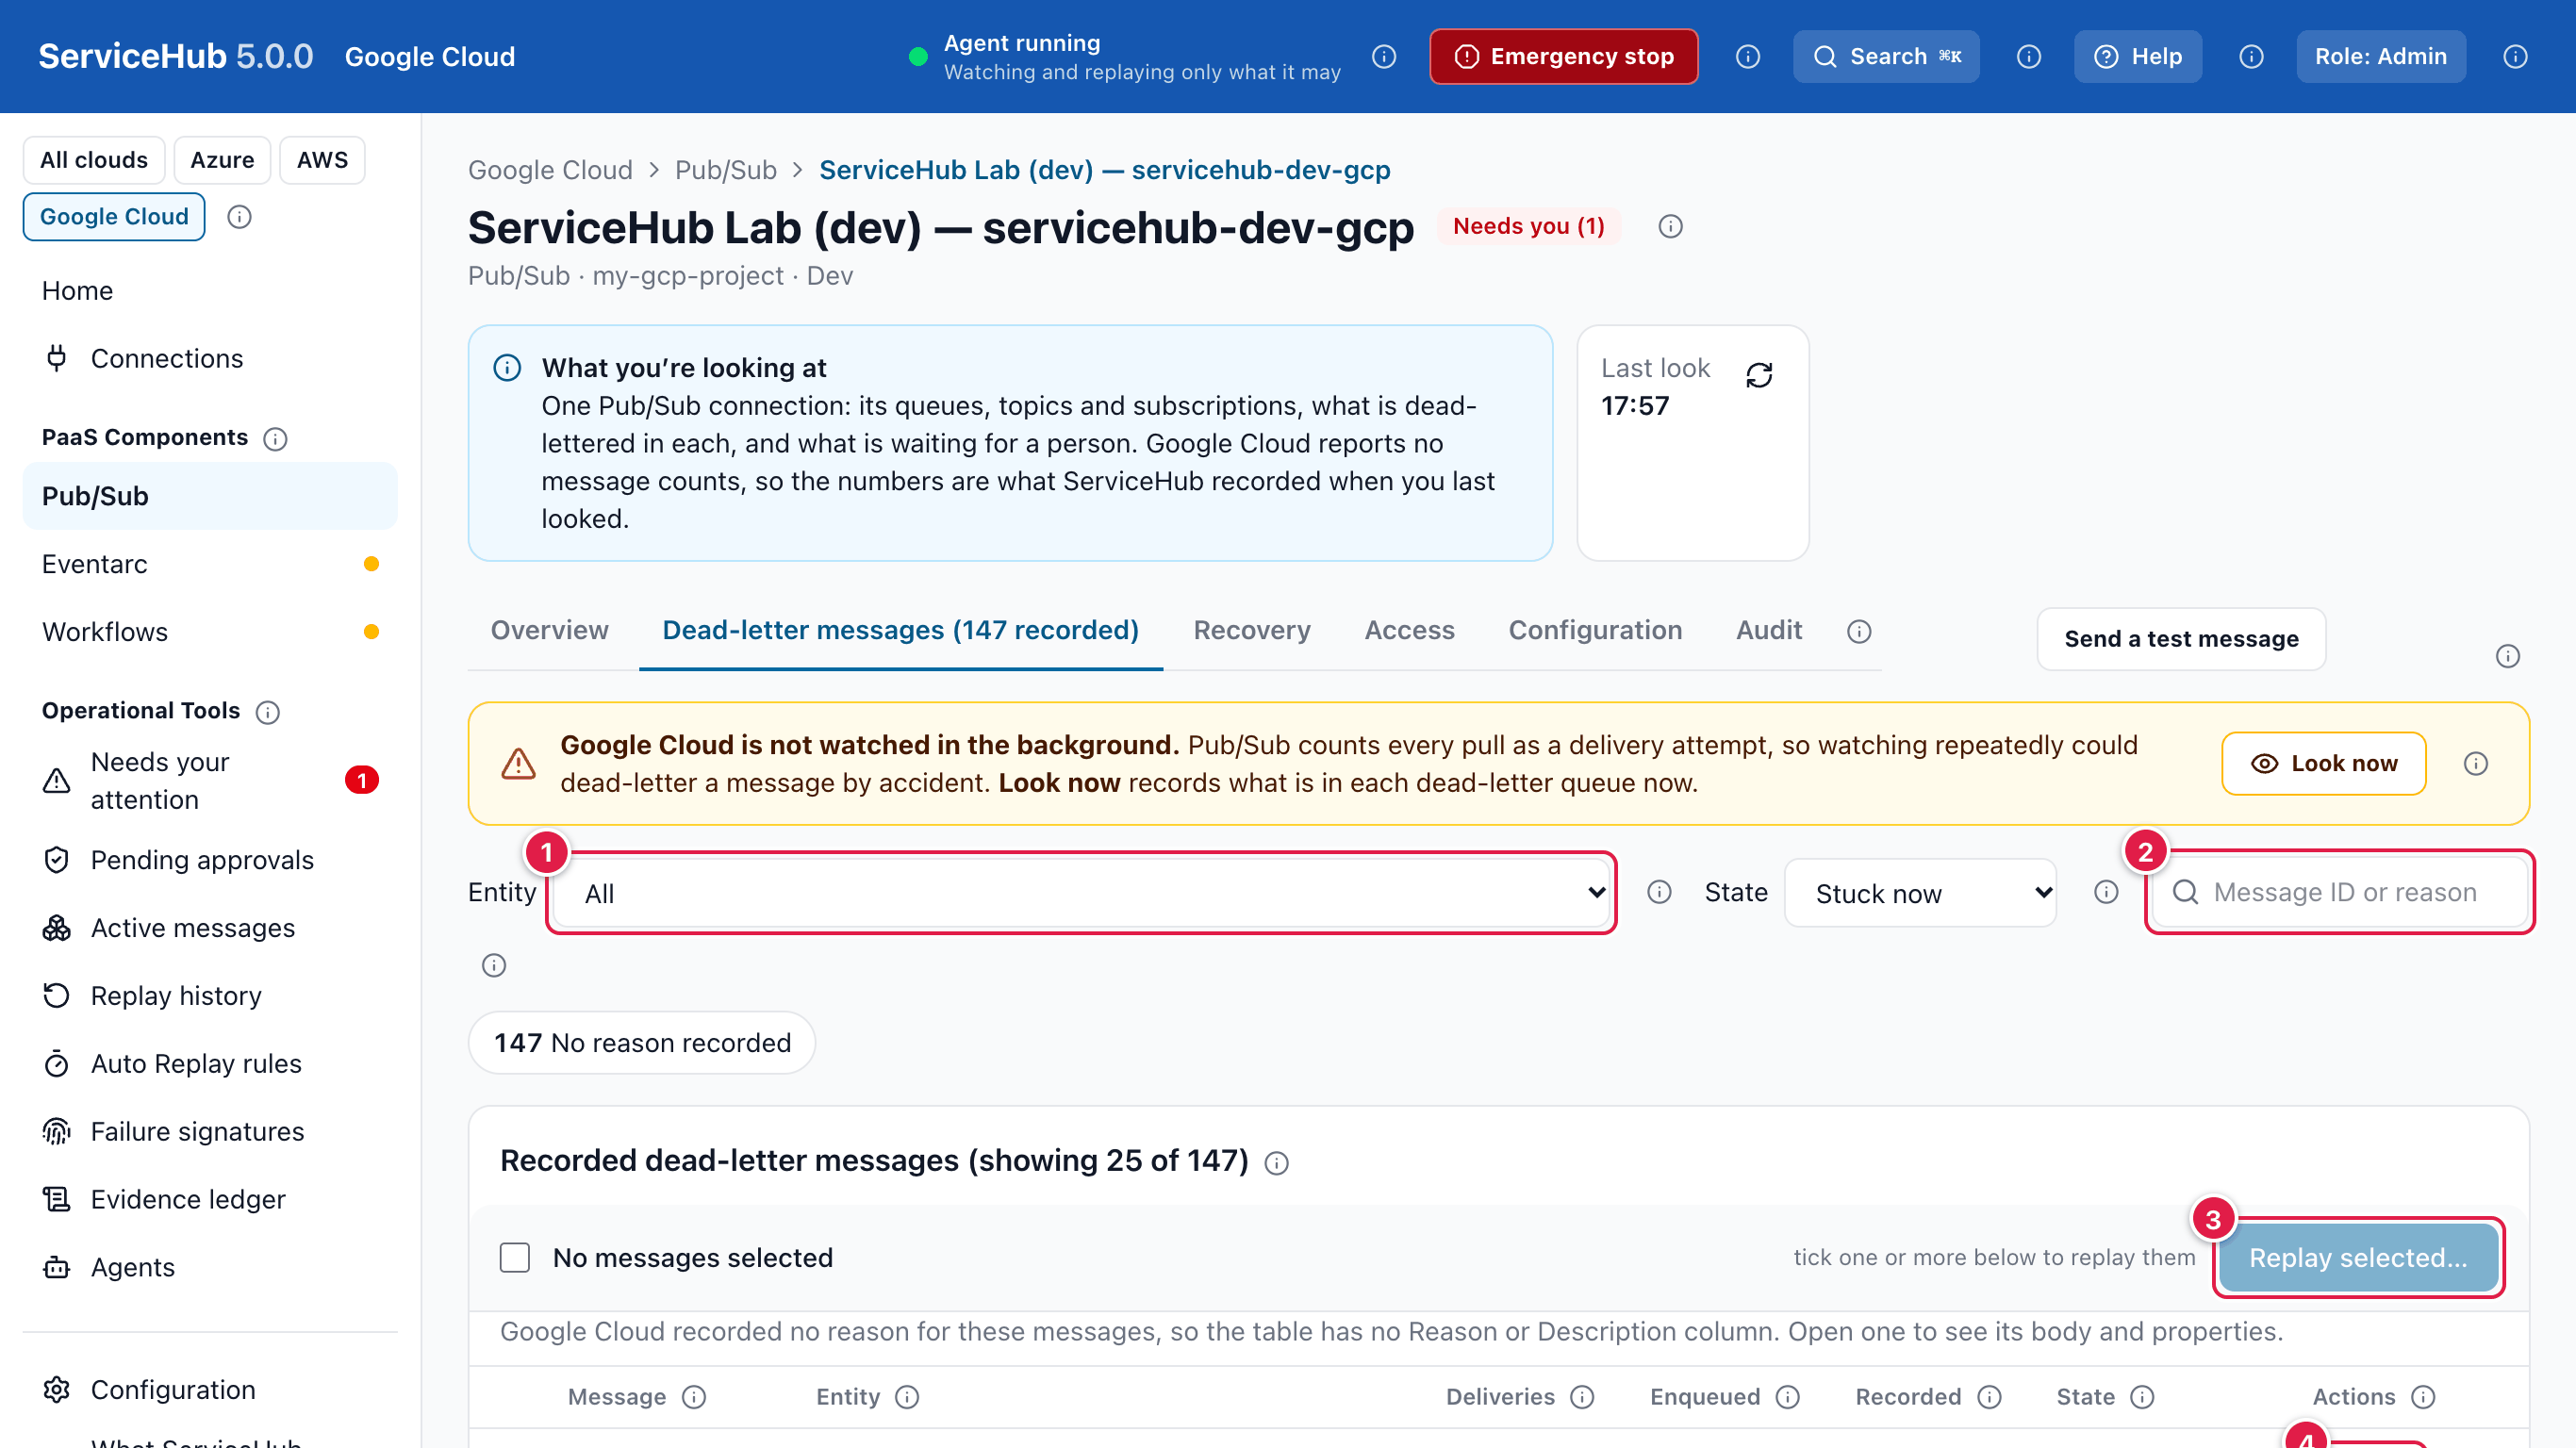 ServiceHub 5.0.0 Google Cloud
Agent running
Watching and replaying only what it may
Emergency stop
Search ⌘K
Help
Role: Admin
All clouds
Azure
AWS
Google Cloud
Home
Connections
PaaS Components
Pub/Sub
Eventarc
Workflows
Operational Tools
Needs your
attention
1
Pending approvals
Active messages
Replay history
Auto Replay rules
Failure signatures
Evidence ledger
Agents
Configuration
What ServiceHub
Google Cloud > Pub/Sub > ServiceHub Lab (dev) — servicehub-dev-gcp
ServiceHub Lab (dev) — servicehub-dev-gcp
Needs you (1)
Pub/Sub · my-gcp-project · Dev
What you’re looking at
One Pub/Sub connection: its queues, topics and subscriptions, what is dead-
lettered in each, and what is waiting for a person. Google Cloud reports no
message counts, so the numbers are what ServiceHub recorded when you last
looked.
Last look
17:57
Overview
Dead-letter messages (147 recorded)
Recovery
Access
Configuration
Audit
Send a test message
Google Cloud is not watched in the background. Pub/Sub counts every pull as a delivery attempt, so watching repeatedly could
dead-letter a message by accident. Look now records what is in each dead-letter queue now.
Look now
1
Entity
All
State
Stuck now
2
Message ID or reason
147 No reason recorded
Recorded dead-letter messages (showing 25 of 147)
No messages selected
tick one or more below to replay them
3
Replay selected...
Google Cloud recorded no reason for these messages, so the table has no Reason or Description column. Open one to see its body and properties.
Message
Entity
Deliveries
Enqueued
Recorded
State
Actions
4